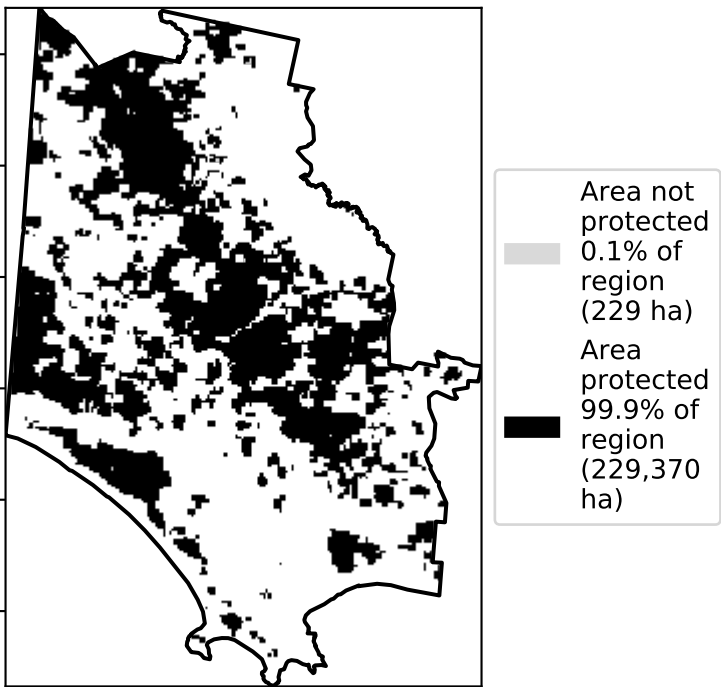 Area not
protected
0.1% of
region
(229 ha)
Area
protected
99.9% of
region
(229,370
ha)